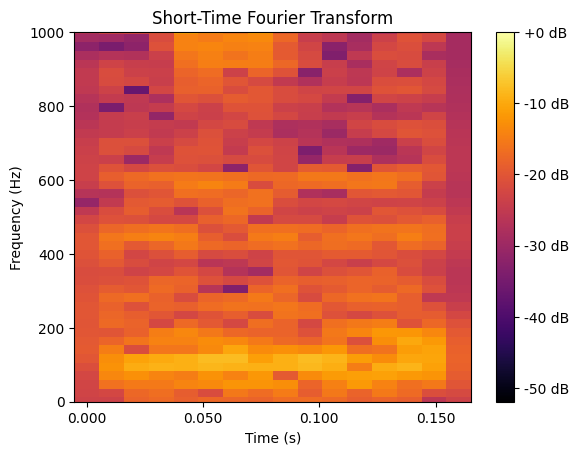 Short-Time Fourier Transform
1000
800
600
400
200
0
Frequency (Hz)
0.000
0.050
0.100
0.150
Time (s)
+0 dB
-10 dB
-20 dB
-30 dB
-40 dB
-50 dB